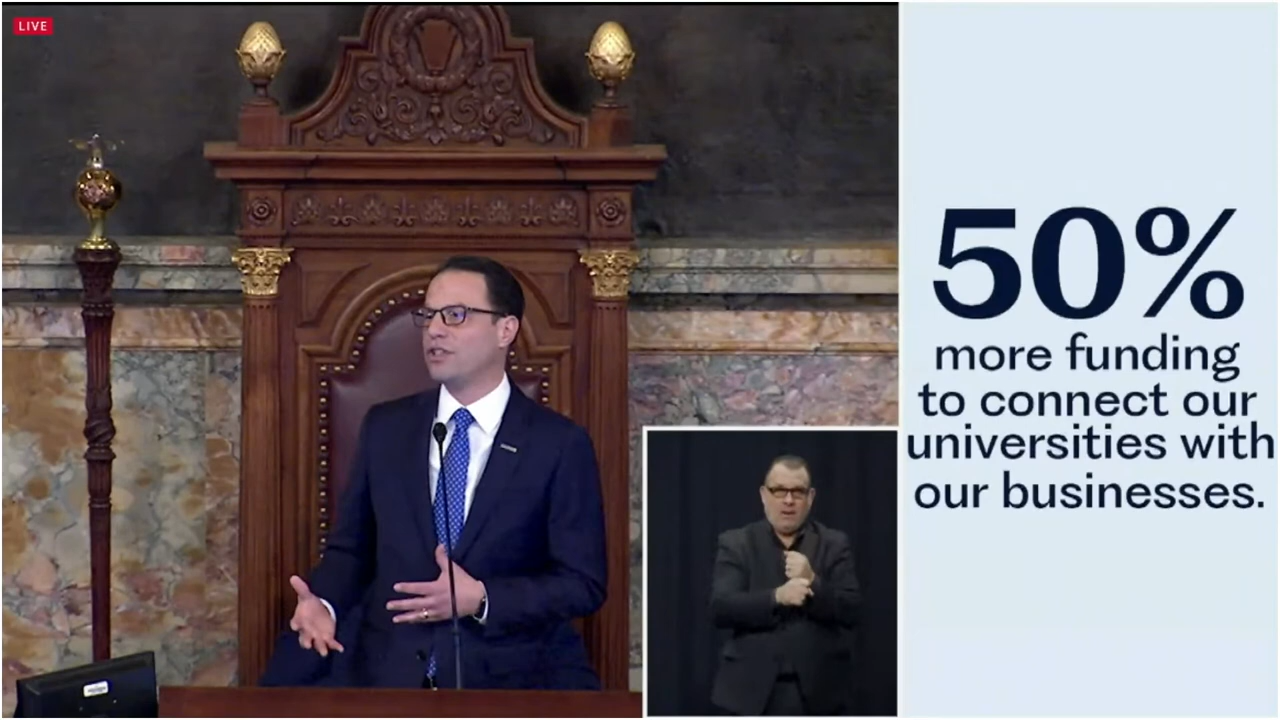 LIVE
50%
more funding
to connect our
universities with
our businesses.